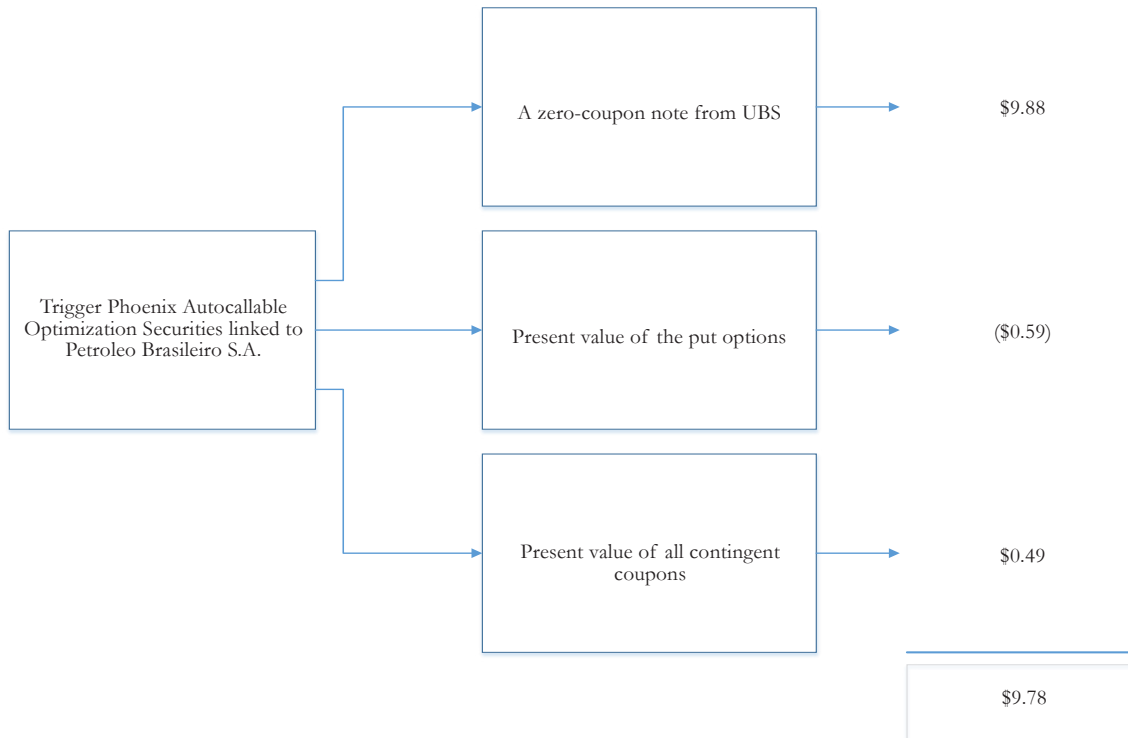 A zero-coupon note from UBS
$9.88
Trigger Phoenix Autocallable
Optimization Securities linked to
Petroleo Brasileiro S.A.
Present value of the put options
($0.59)
Present value of all contingent
coupons
$0.49
$9.78